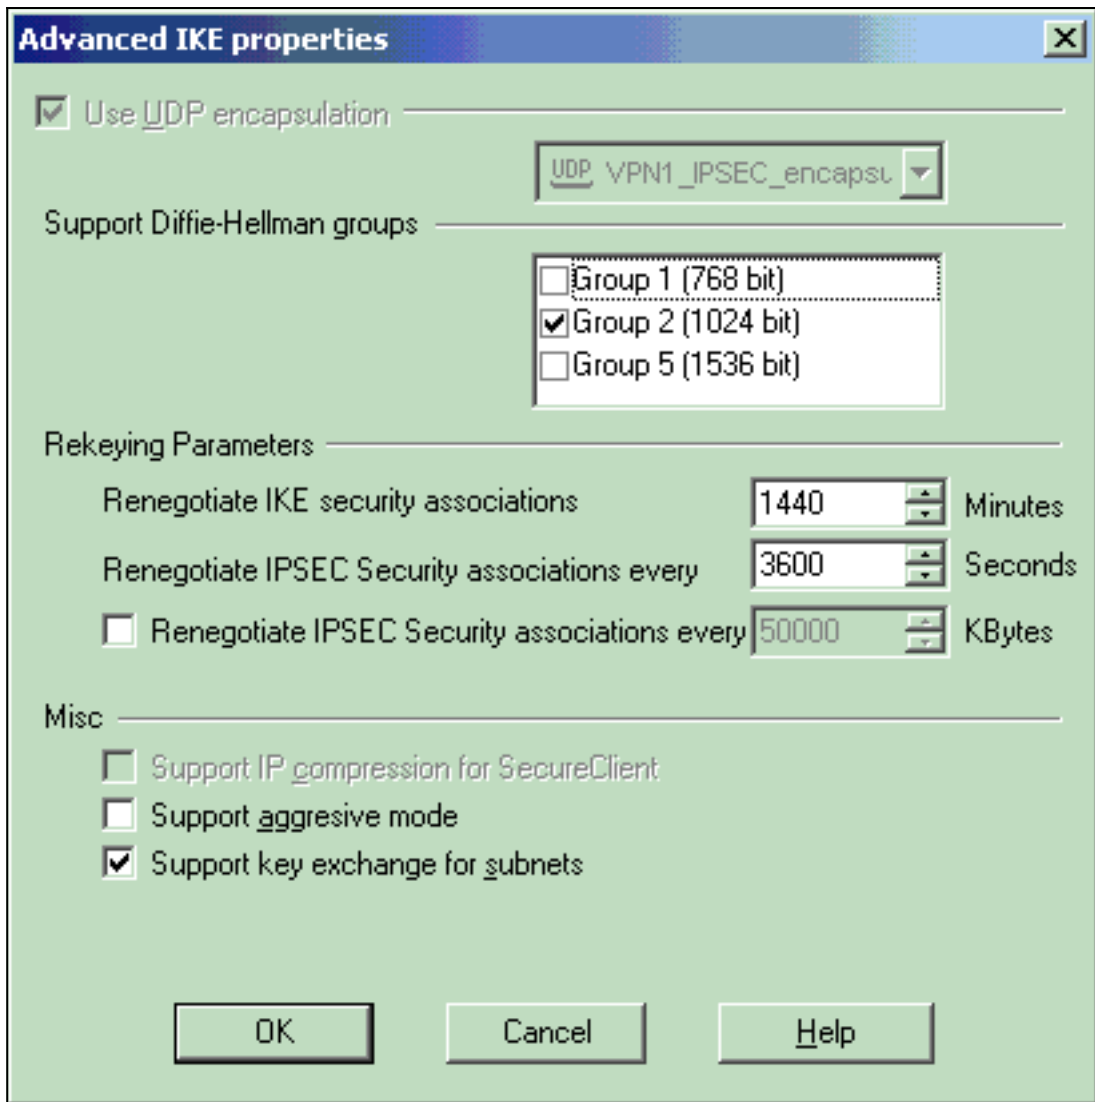 Advanced IKE properties
Use UDP encapsulation
UDP VPN1_IPSEC_encapsu
Support Diffie-Hellman groups
Group 1 (768 bit)
Group 2 (1024 bit)
Group 5 (1536 bit)
Rekeying Parameters
Renegotiate IKE security associations 1440 Minutes
Renegotiate IPSEC Security associations every 3600 Seconds
Renegotiate IPSEC Security associations every 50000 KBytes
Misc
Support IP compression for SecureClient
Support aggresive mode
Support key exchange for subnets
OK Cancel Help